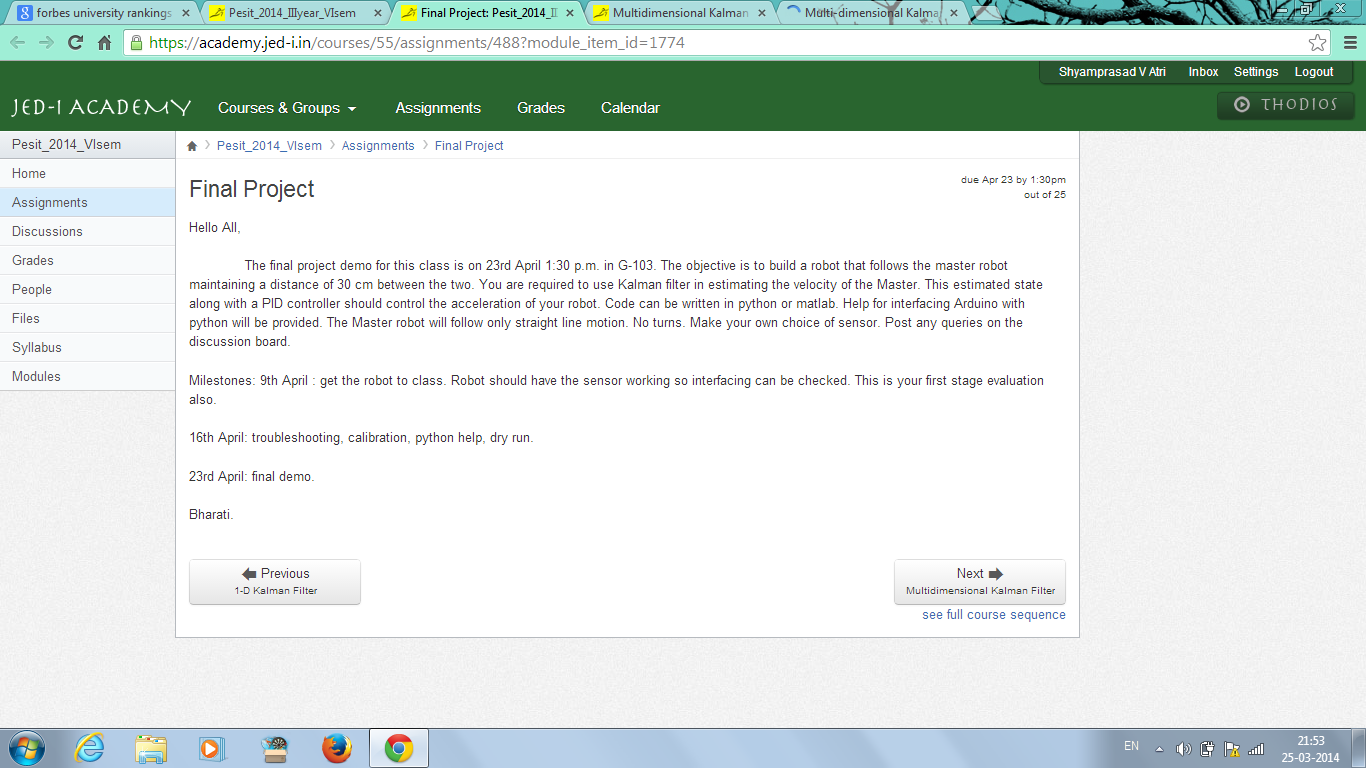 forbes university rankings
Pesit_2014_IIIyear_VIsem
Final Project: Pesit_2014_II
Multidimensional Kalman
Multi-dimensional Kalma
https://academy.jed-i.in/courses/55/assignments/488?module_item_id=1774
Shyamprasad V Atri Inbox Settings Logout
JED-I ACADEMY Courses & Groups Assignments Grades Calendar THODIOS
Pesit_2014_VIsem
Home
Assignments
Discussions
Grades
People
Files
Syllabus
Modules
Pesit_2014_VIsem Assignments Final Project
Final Project
due Apr 23 by 1:30pm
out of 25
Hello All,
The final project demo for this class is on 23rd April 1:30 p.m. in G-103. The objective is to build a robot that follows the master robot
maintaining a distance of 30 cm between the two. You are required to use Kalman filter in estimating the velocity of the Master. This estimated state
along with a PID controller should control the acceleration of your robot. Code can be written in python or matlab. Help for interfacing Arduino with
python will be provided. The Master robot will follow only straight line motion. No turns. Make your own choice of sensor. Post any queries on the
discussion board.
Milestones: 9th April : get the robot to class. Robot should have the sensor working so interfacing can be checked. This is your first stage evaluation
also.
16th April: troubleshooting, calibration, python help, dry run.
23rd April: final demo.
Bharati.
Previous
1-D Kalman Filter
Next
Multidimensional Kalman Filter
see full course sequence
EN
21:53
25-03-2014